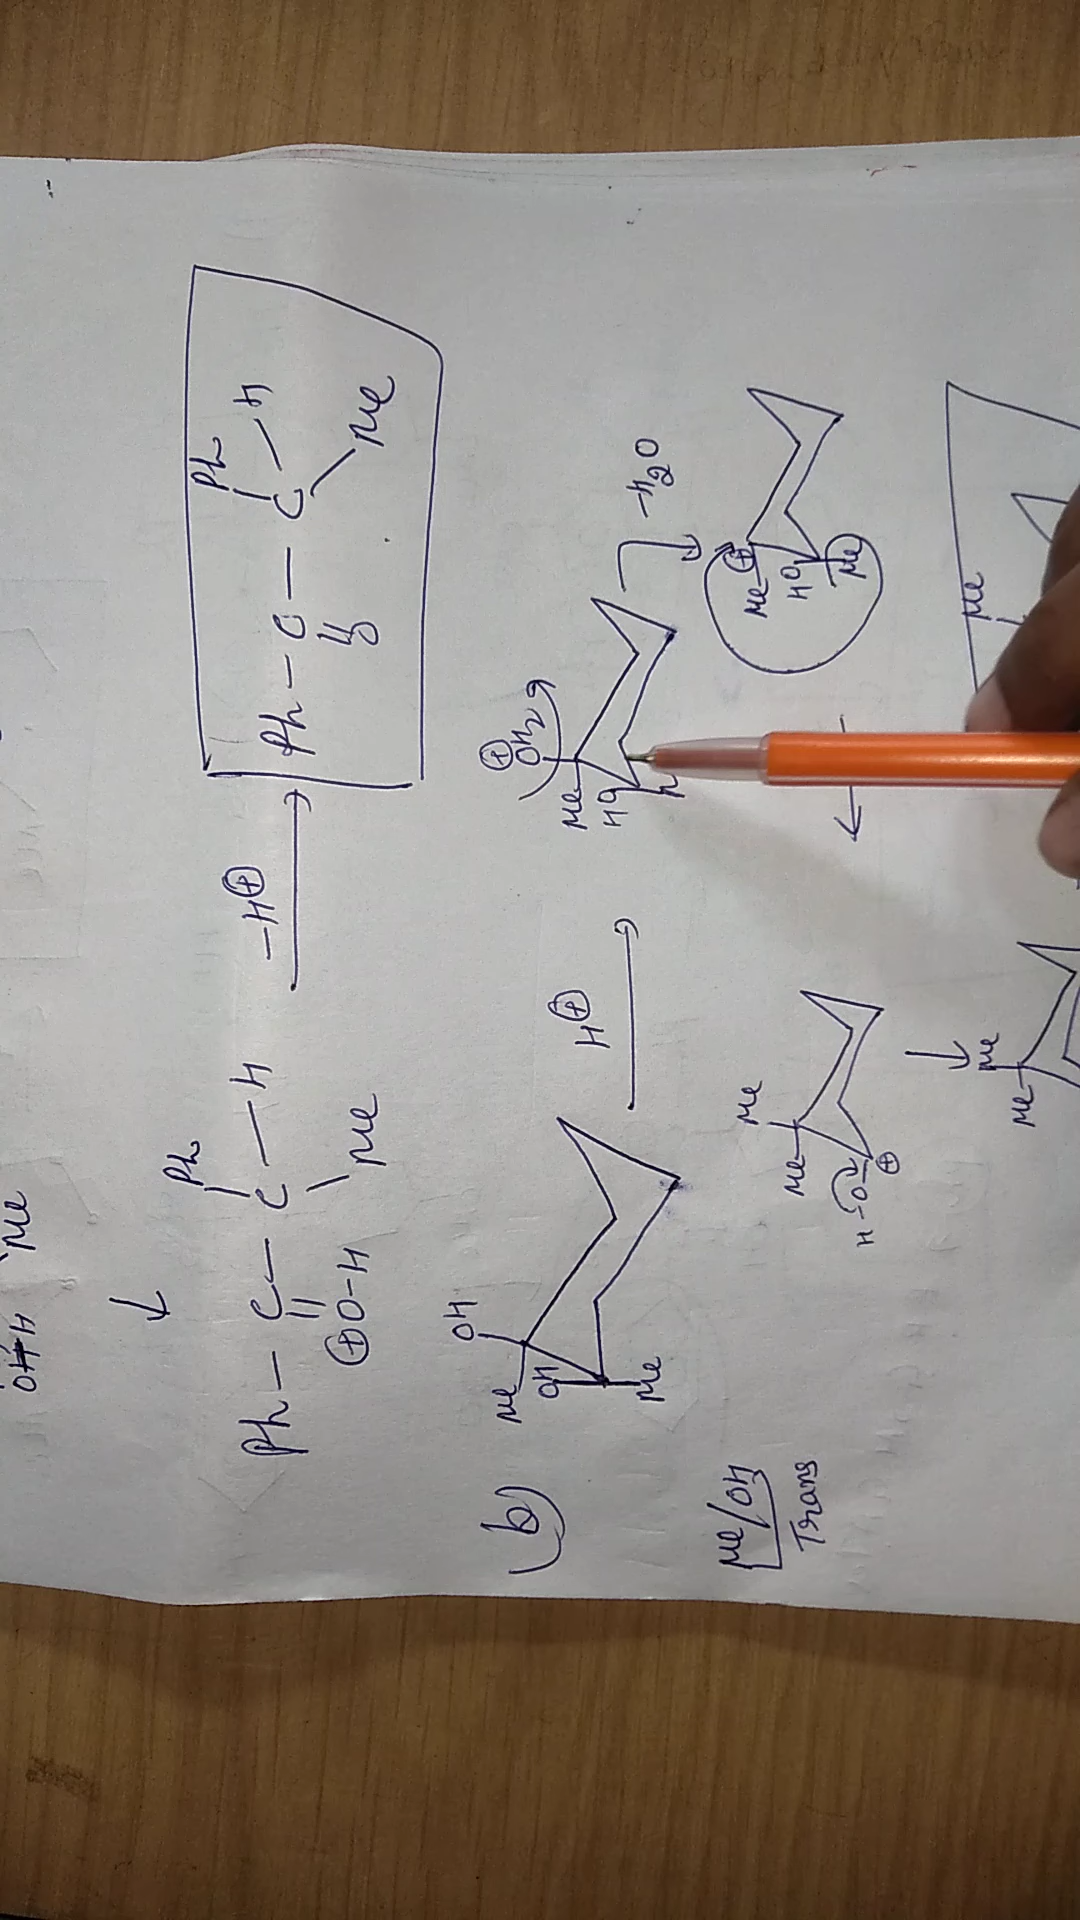 OH-H Me
↓
Ph Ph
Ph - C - C - H -H⊕ → Ph - C - C - H
⊕O-H Me O Me
(b) Me OH H⊕ → Me ⊕OH2
OH Me HO
-H2O
Me/OH
Trans
Me Me ← Me ⊕
H-O ⊕ HO Me
↓
Me Me Me